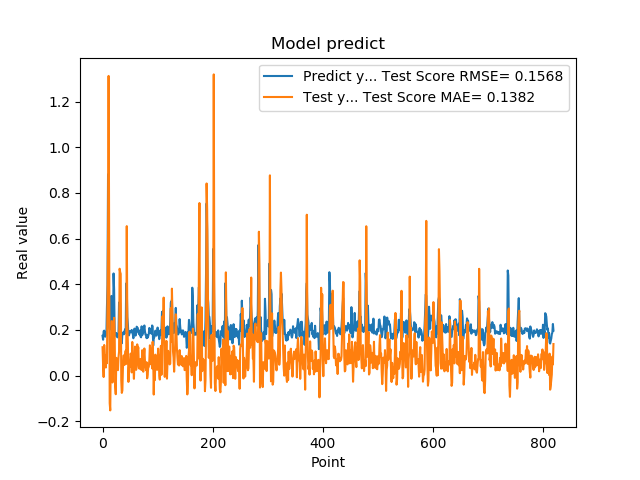 Model predict
Predict y... Test Score RMSE= 0.1568
Test y... Test Score MAE= 0.1382
1.2
1.0
0.8
0.6
0.4
0.2
0.0
−0.2
Real value
0 200 400 600 800
Point